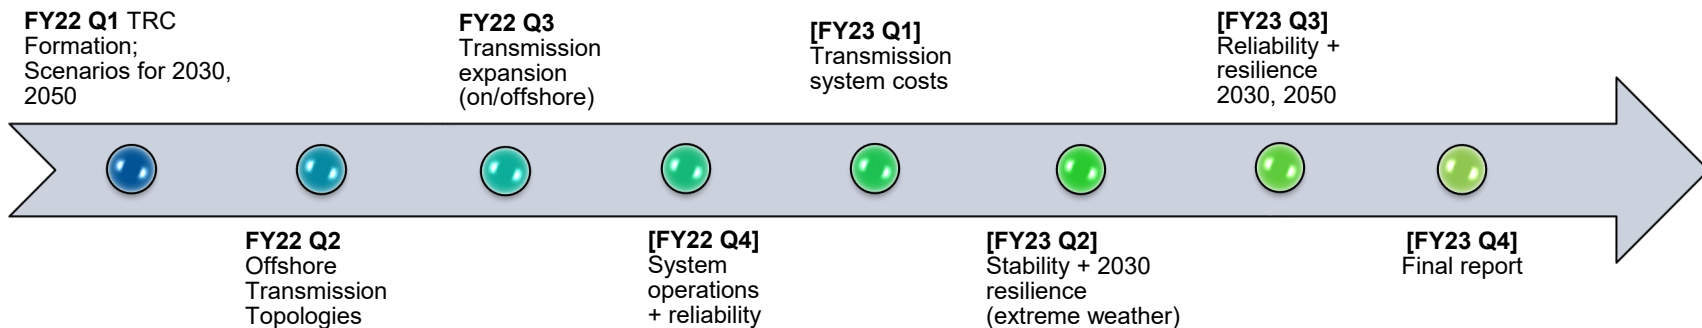 FY22 Q1 TRC
Formation;
Scenarios for 2030,
2050
FY22 Q2
Offshore
Transmission
Topologies
FY22 Q3
Transmission
expansion
(on/offshore)
[FY22 Q4]
System
operations
+ reliability
[FY23 Q1]
Transmission
system costs
[FY23 Q2]
Stability + 2030
resilience
(extreme weather)
[FY23 Q3]
Reliability +
resilience
2030, 2050
[FY23 Q4]
Final report